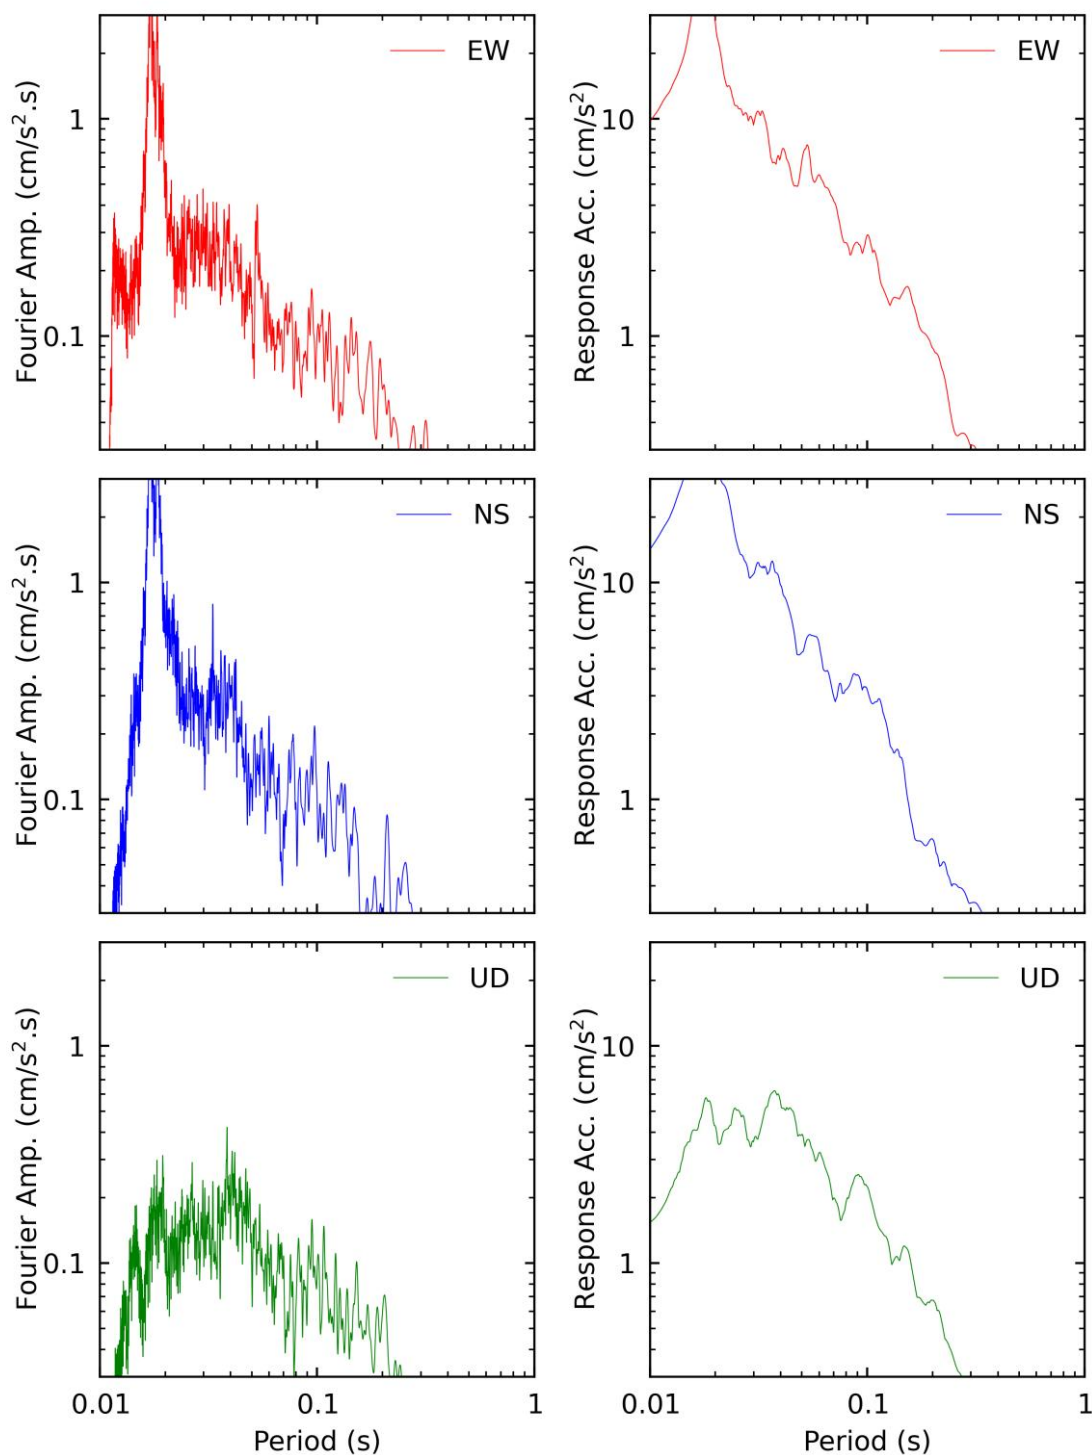 EW
Fourier Amp. (cm/s².s)
1
0.1
EW
Response Acc. (cm/s²)
10
1
NS
Fourier Amp. (cm/s².s)
1
0.1
NS
Response Acc. (cm/s²)
10
1
UD
Fourier Amp. (cm/s².s)
1
0.1
0.01 0.1 1
Period (s)
UD
Response Acc. (cm/s²)
10
1
0.01 0.1 1
Period (s)